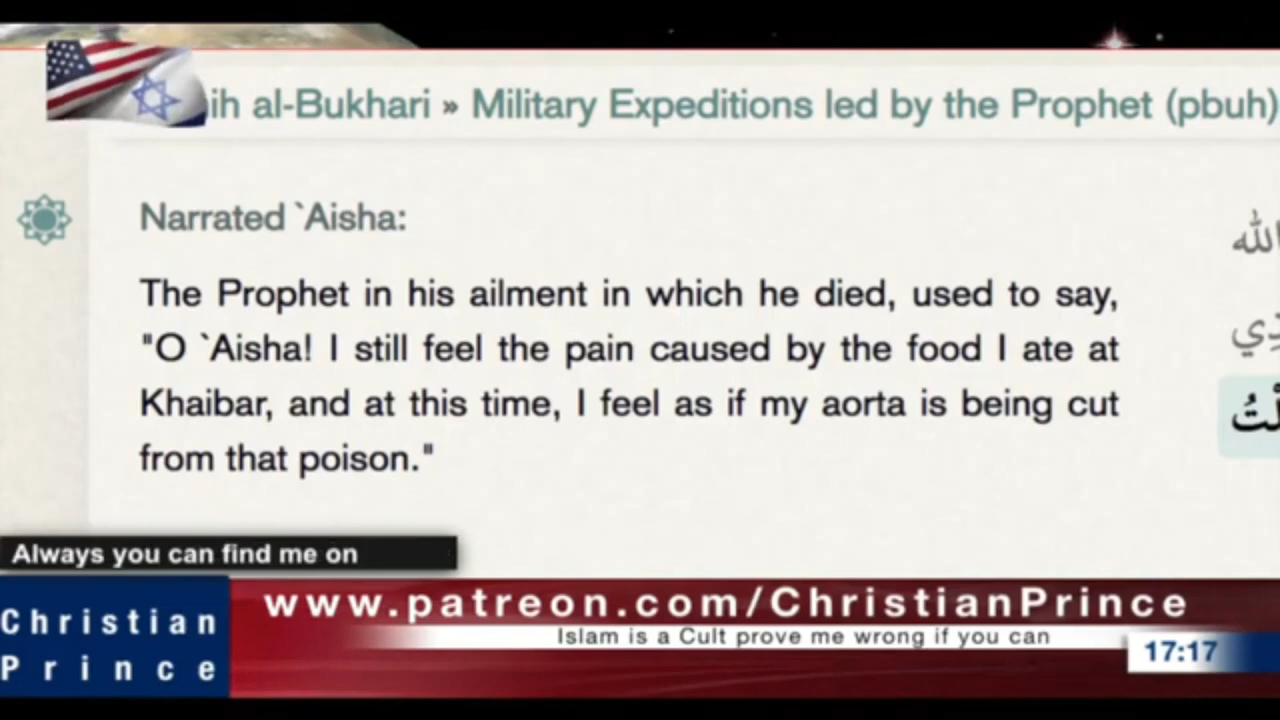 ih al-Bukhari » Military Expeditions led by the Prophet (pbuh)
Narrated `Aisha:
الله
The Prophet in his ailment in which he died, used to say,
"O `Aisha! I still feel the pain caused by the food I ate at
Khaibar, and at this time, I feel as if my aorta is being cut
from that poison."
Always you can find me on
Christian
Prince
www.patreon.com/ChristianPrince
Islam is a Cult prove me wrong if you can
17:17